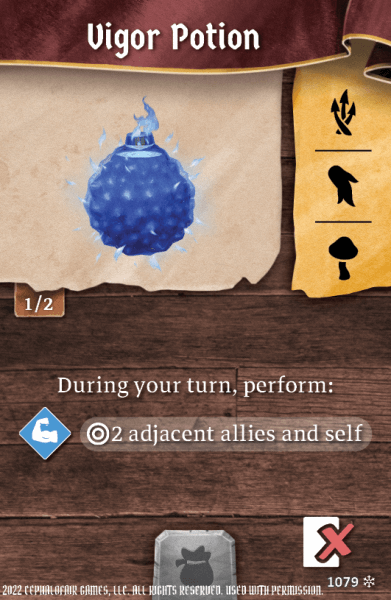 Vigor Potion
1/2
During your turn, perform:
2 adjacent allies and self
1079
2022 CEPHALOFAIR GAMES, LLC. ALL RIGHTS RESERVED. USED WITH PERMISSION.